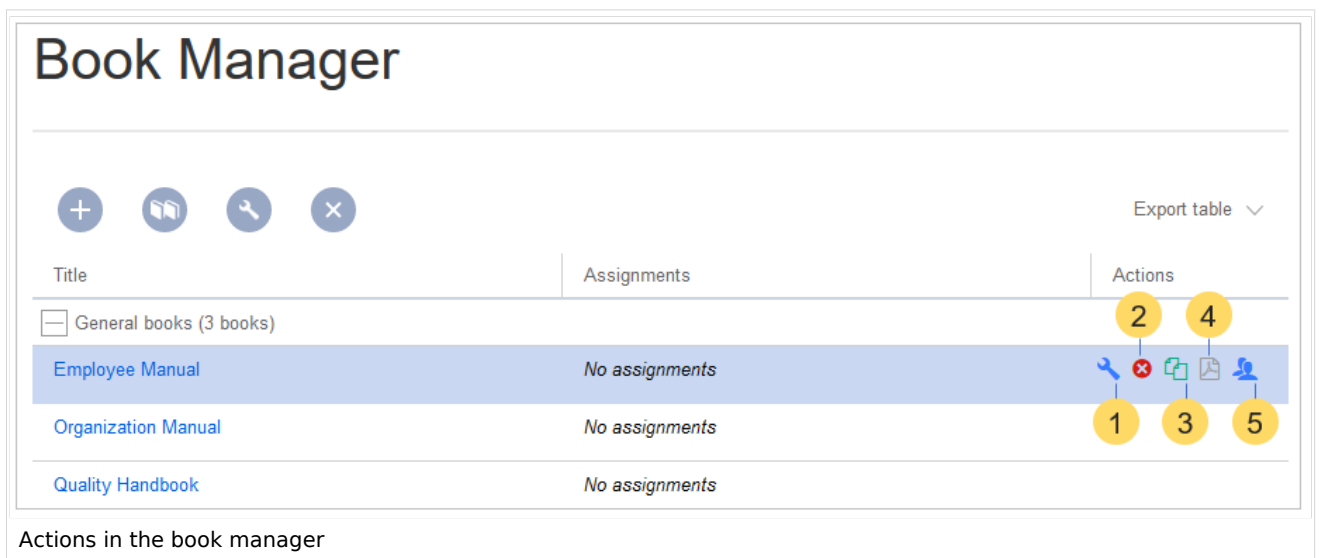 Book Manager
Export table
Title Assignments Actions
General books (3 books)
2 4
Employee Manual No assignments
1 3 5
Organization Manual No assignments
Quality Handbook No assignments
Actions in the book manager